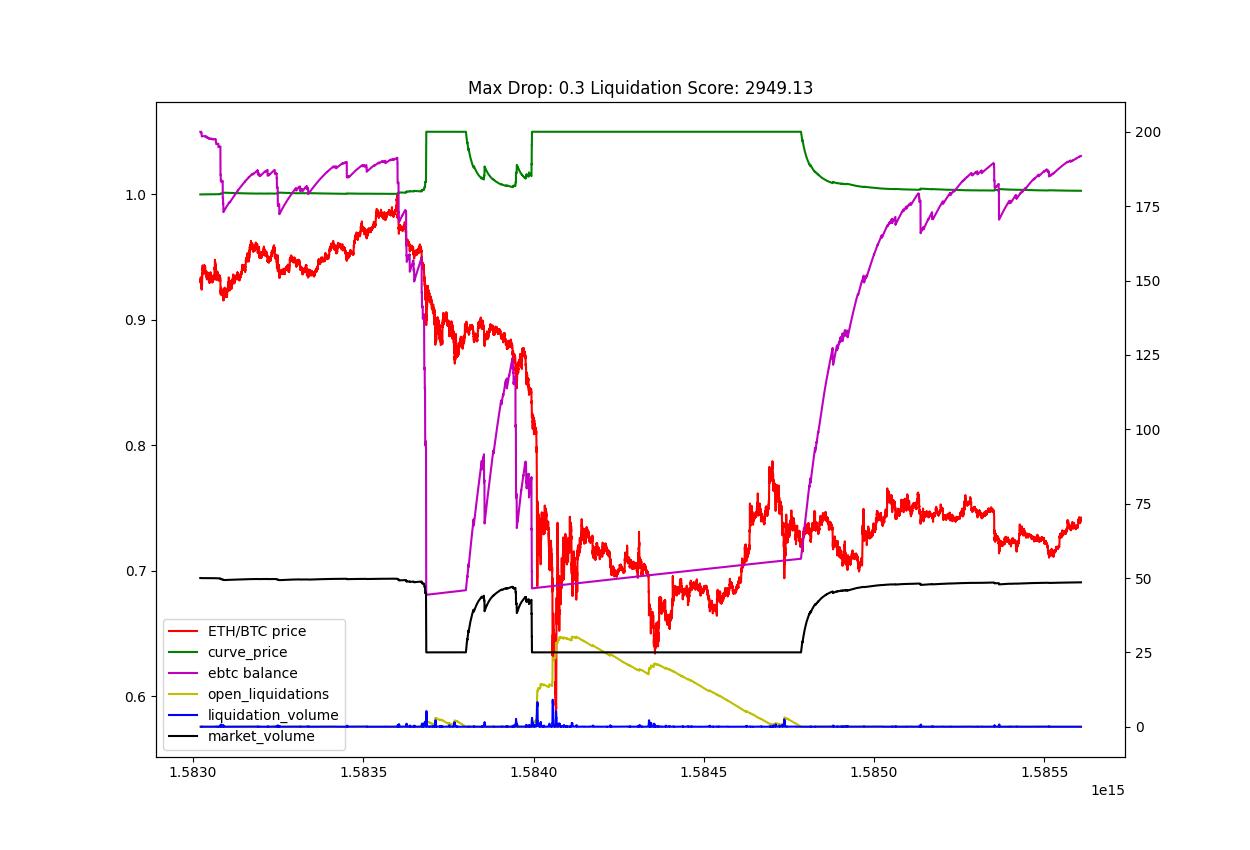 Max Drop: 0.3 Liquidation Score: 2949.13
1.0
0.9
0.8
0.7
0.6
200
175
150
125
100
75
50
25
0
ETH/BTC price
curve_price
ebtc balance
open_liquidations
liquidation_volume
market_volume
1.5830
1.5835
1.5840
1.5845
1.5850
1.5855
1e15